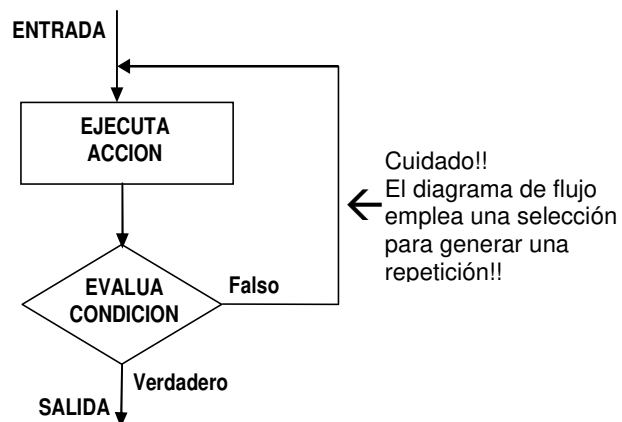 ENTRADA
EJECUTA
ACCION
Cuidado!!
El diagrama de flujo
emplea una selección
para generar una
repetición!!
EVALUA
CONDICION
Falso
Verdadero
SALIDA